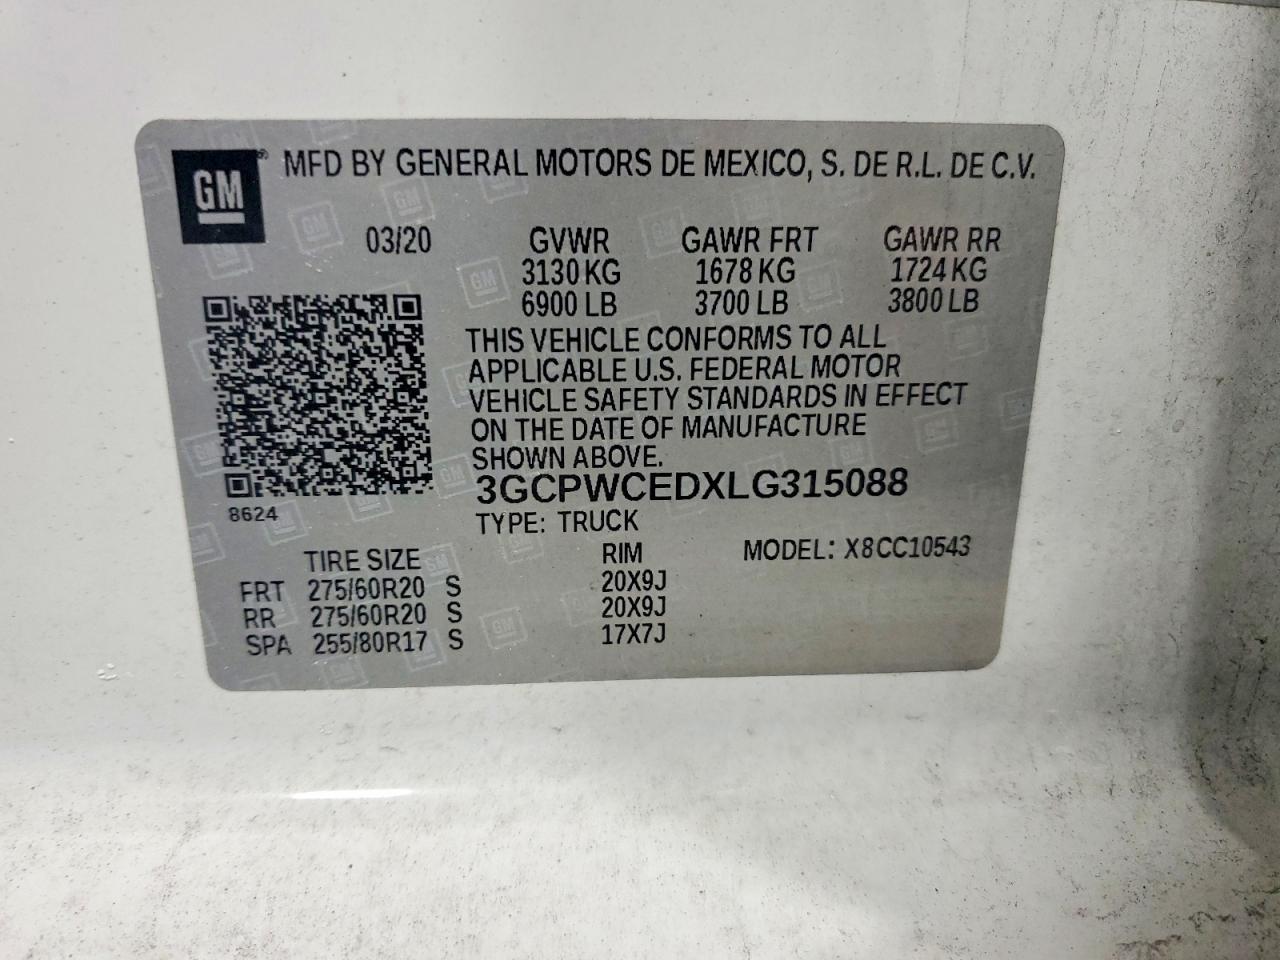 GM® MFD BY GENERAL MOTORS DE MEXICO, S. DE R.L. DE C.V.
03/20 GVWR GAWR FRT GAWR RR
3130 KG 1678 KG 1724 KG
6900 LB 3700 LB 3800 LB
THIS VEHICLE CONFORMS TO ALL
APPLICABLE U.S. FEDERAL MOTOR
VEHICLE SAFETY STANDARDS IN EFFECT
ON THE DATE OF MANUFACTURE
SHOWN ABOVE.
3GCPWCEDXLG315088
8624
TYPE: TRUCK
TIRE SIZE RIM MODEL: X8CC10543
FRT 275/60R20 S 20X9J
RR 275/60R20 S 20X9J
SPA 255/80R17 S 17X7J